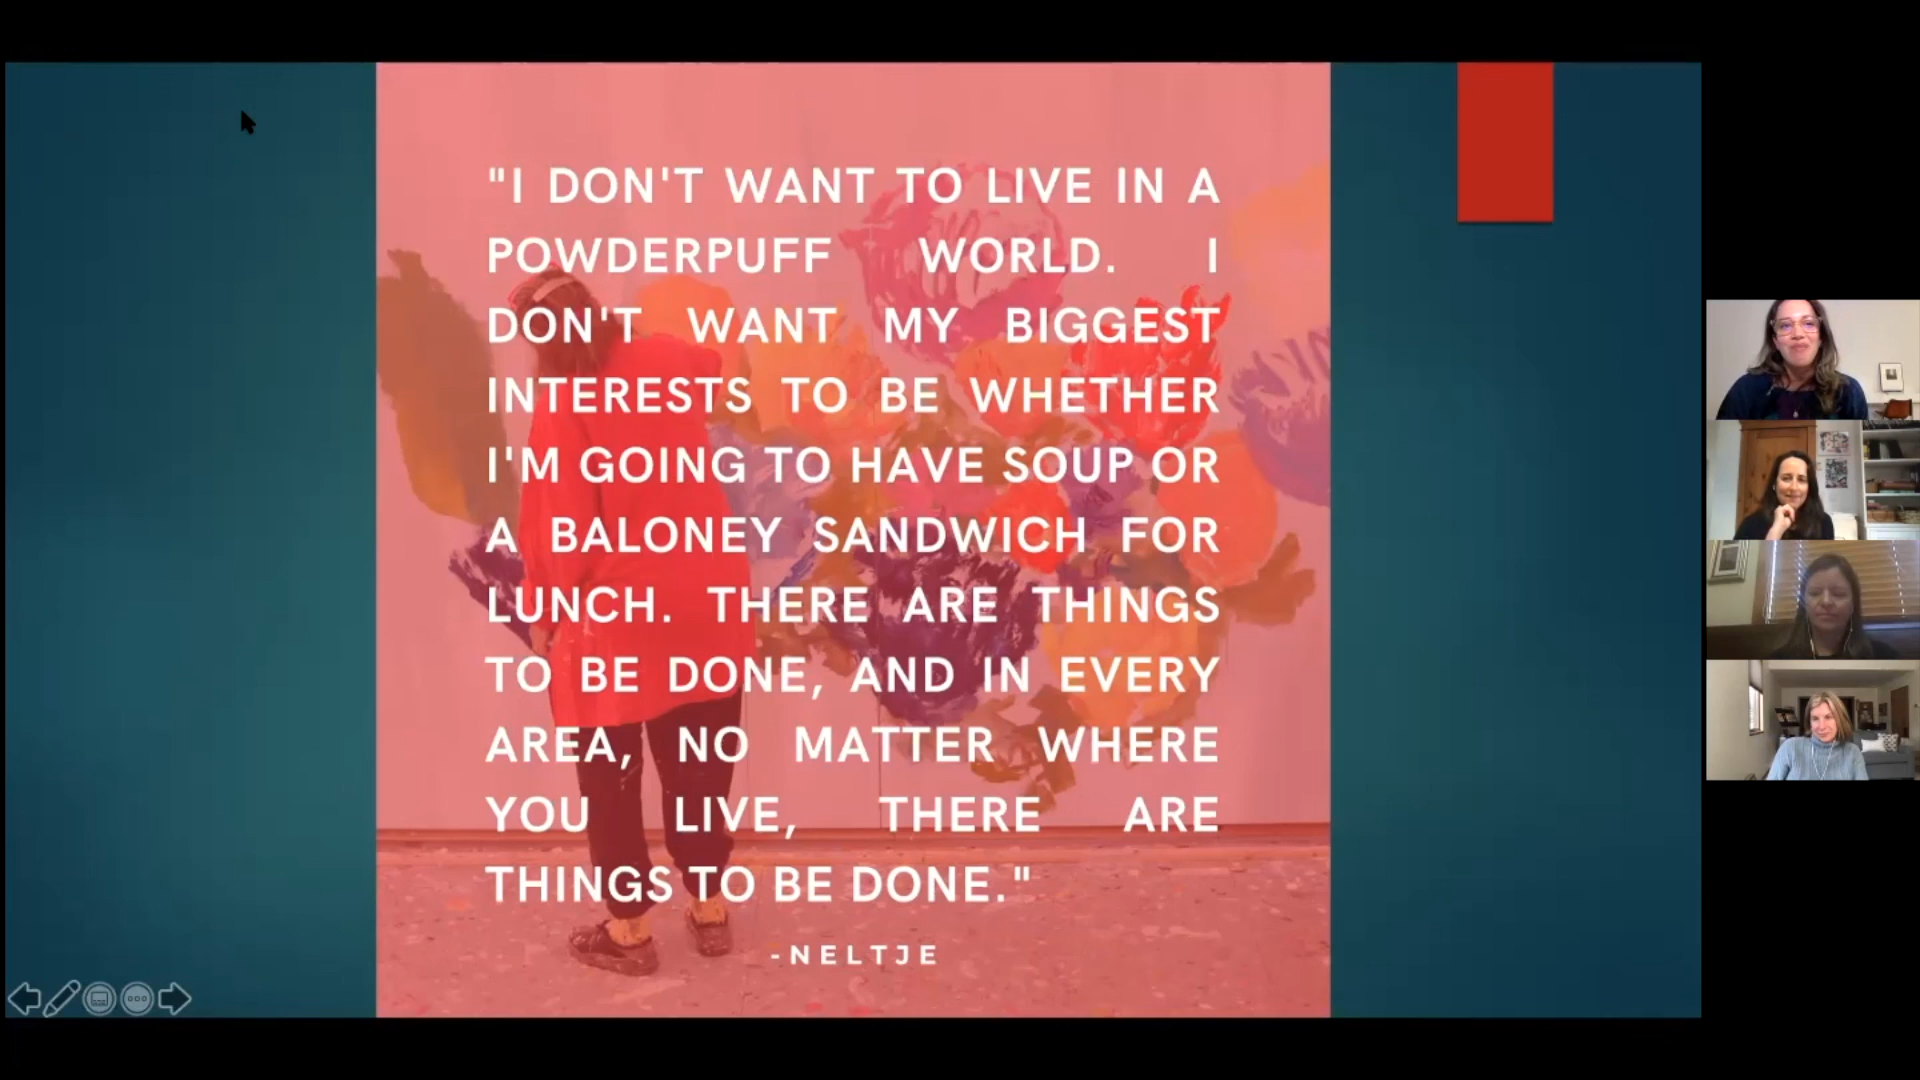 "I DON'T WANT TO LIVE IN A
POWDERPUFF WORLD. I
DON'T WANT MY BIGGEST
INTERESTS TO BE WHETHER
I'M GOING TO HAVE SOUP OR
A BALONEY SANDWICH FOR
LUNCH. THERE ARE THINGS
TO BE DONE, AND IN EVERY
AREA, NO MATTER WHERE
YOU LIVE, THERE ARE
THINGS TO BE DONE."
-NELTJE